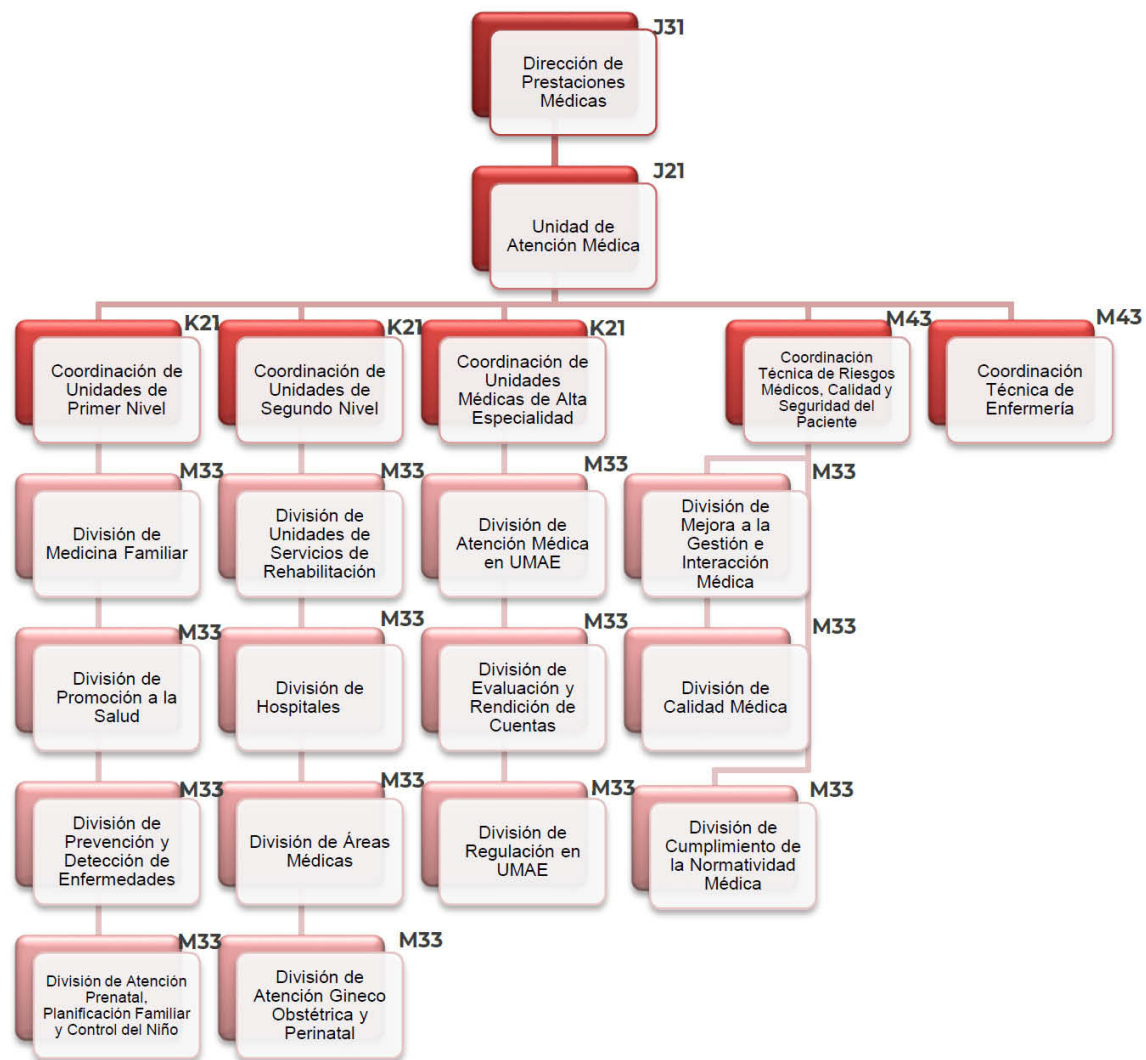 J31
Dirección de
Prestaciones
Médicas
J21
Unidad de
Atención Médica
K21
Coordinación de
Unidades de
Primer Nivel
K21
Coordinación de
Unidades de
Segundo Nivel
K21
Coordinación de
Unidades
Médicas de Alta
Especialidad
M43
Coordinación
Técnica de Riesgos
Médicos, Calidad y
Seguridad del
Paciente
M43
Coordinación
Técnica de
Enfermería
M33
División de
Medicina Familiar
M33
División de
Unidades de
Servicios de
Rehabilitación
M33
División de
Atención Médica
en UMAE
M33
División de
Mejora a la
Gestión e
Interacción
Médica
M33
División de
Promoción a la
Salud
M33
División de
Hospitales
M33
División de
Evaluación y
Rendición de
Cuentas
M33
División de
Calidad Médica
M33
División de
Prevención y
Detección de
Enfermedades
M33
División de Áreas
Médicas
M33
División de
Regulación en
UMAE
M33
División de
Cumplimiento de
la Normatividad
Médica
M33
División de Atención
Prenatal,
Planificación Familiar
y Control del Niño
M33
División de
Atención Gineco
Obstétrica y
Perinatal